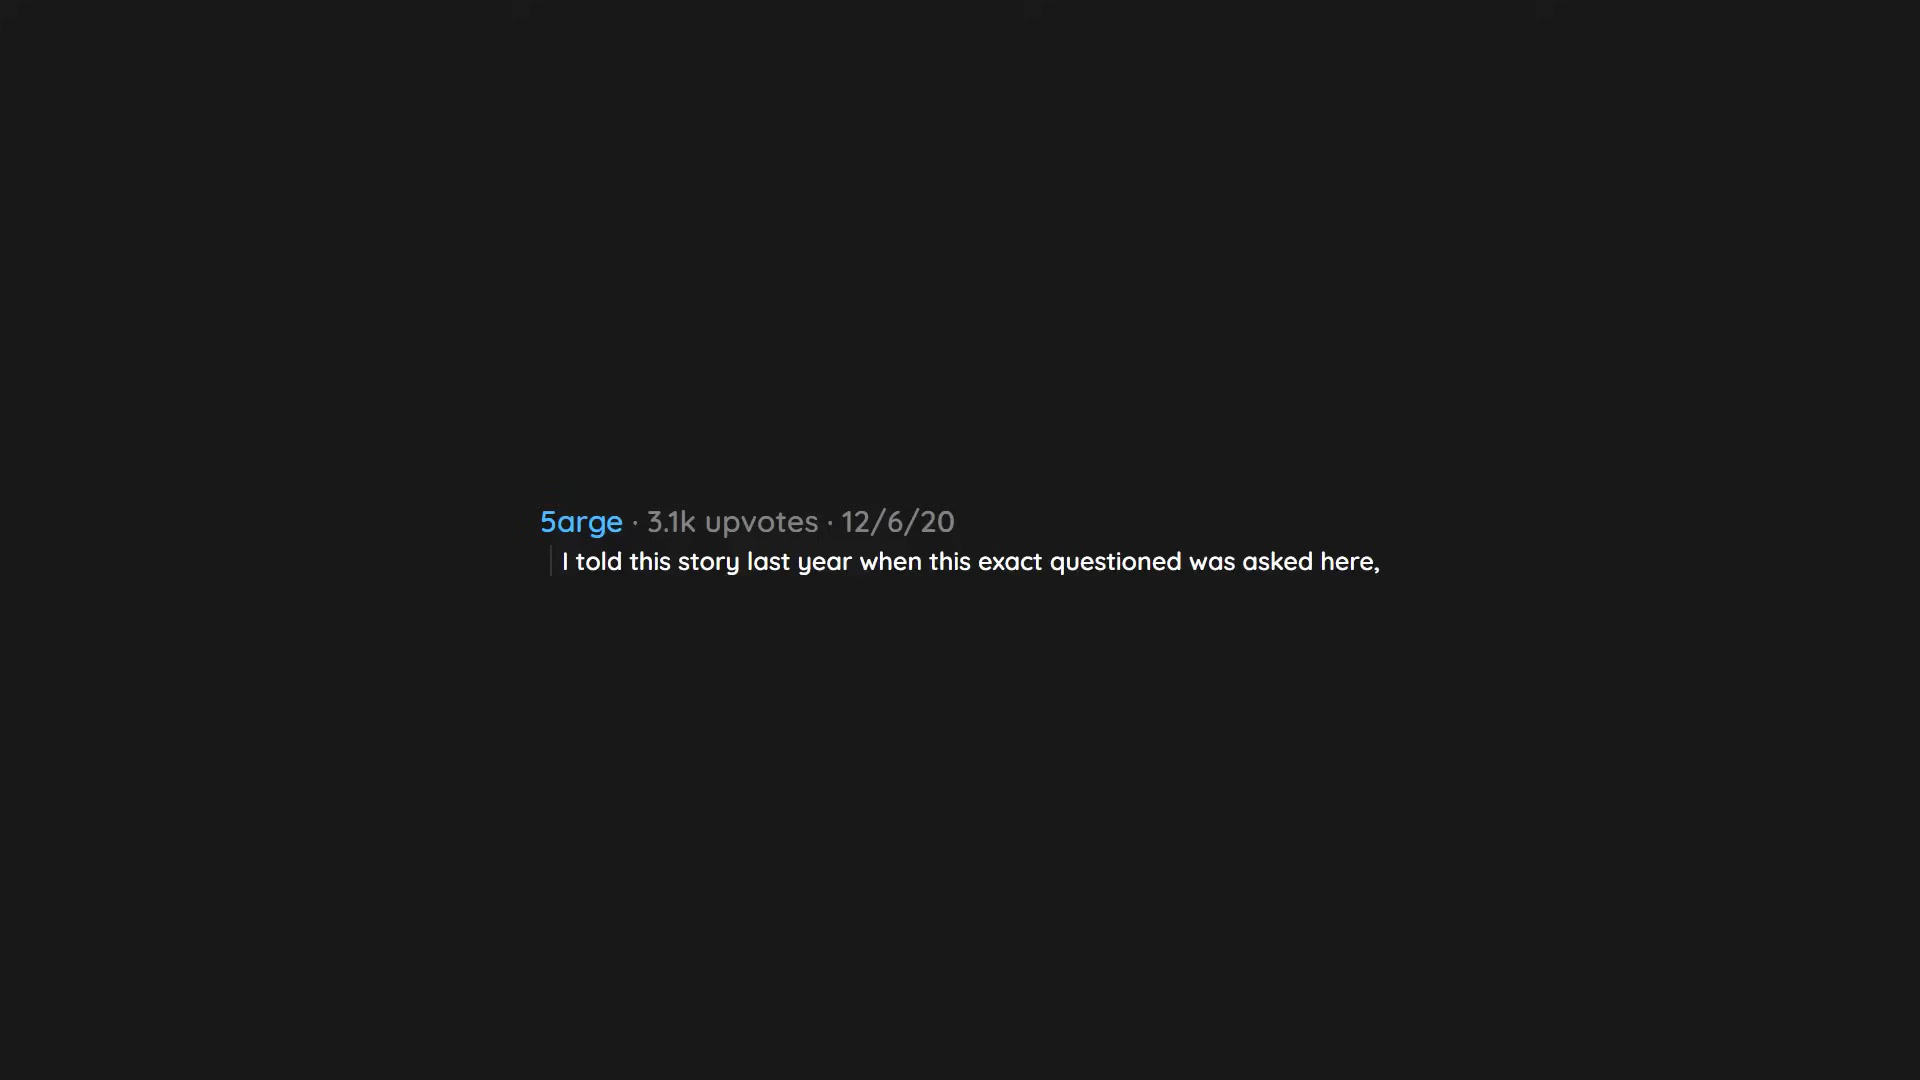 5arge · 3.1k upvotes · 12/6/20
I told this story last year when this exact questioned was asked here,